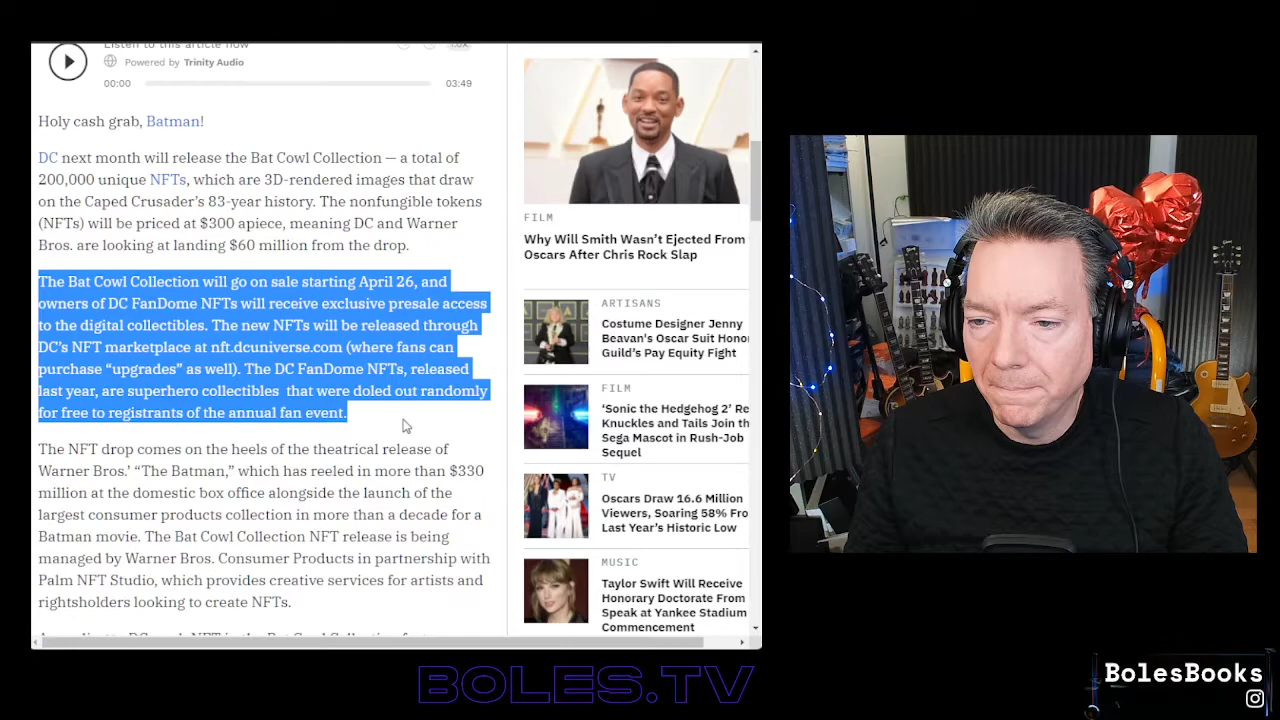 Listen to this article now
1.0x
Powered by Trinity Audio
00:00
03:49
Holy cash grab, Batman!
DC next month will release the Bat Cowl Collection — a total of
200,000 unique NFTs, which are 3D-rendered images that draw
on the Caped Crusader’s 83-year history. The nonfungible tokens
(NFTs) will be priced at $300 apiece, meaning DC and Warner
Bros. are looking at landing $60 million from the drop.
The Bat Cowl Collection will go on sale starting April 26, and
owners of DC FanDome NFTs will receive exclusive presale access
to the digital collectibles. The new NFTs will be released through
DC’s NFT marketplace at nft.dcuniverse.com (where fans can
purchase “upgrades” as well). The DC FanDome NFTs, released
last year, are superhero collectibles that were doled out randomly
for free to registrants of the annual fan event.
The NFT drop comes on the heels of the theatrical release of
Warner Bros.’ “The Batman,” which has reeled in more than $330
million at the domestic box office alongside the launch of the
largest consumer products collection in more than a decade for a
Batman movie. The Bat Cowl Collection NFT release is being
managed by Warner Bros. Consumer Products in partnership with
Palm NFT Studio, which provides creative services for artists and
rightsholders looking to create NFTs.
FILM
Why Will Smith Wasn’t Ejected From
Oscars After Chris Rock Slap
ARTISANS
Costume Designer Jenny
Beavan’s Oscar Suit Hono
Guild’s Pay Equity Fight
FILM
‘Sonic the Hedgehog 2’ Re
Knuckles and Tails Join th
Sega Mascot in Rush-Job
Sequel
TV
Oscars Draw 16.6 Million
Viewers, Soaring 58% Fro
Last Year’s Historic Low
MUSIC
Taylor Swift Will Receive
Honorary Doctorate From
Speak at Yankee Stadium
Commencement
BOLES.TV
BolesBooks